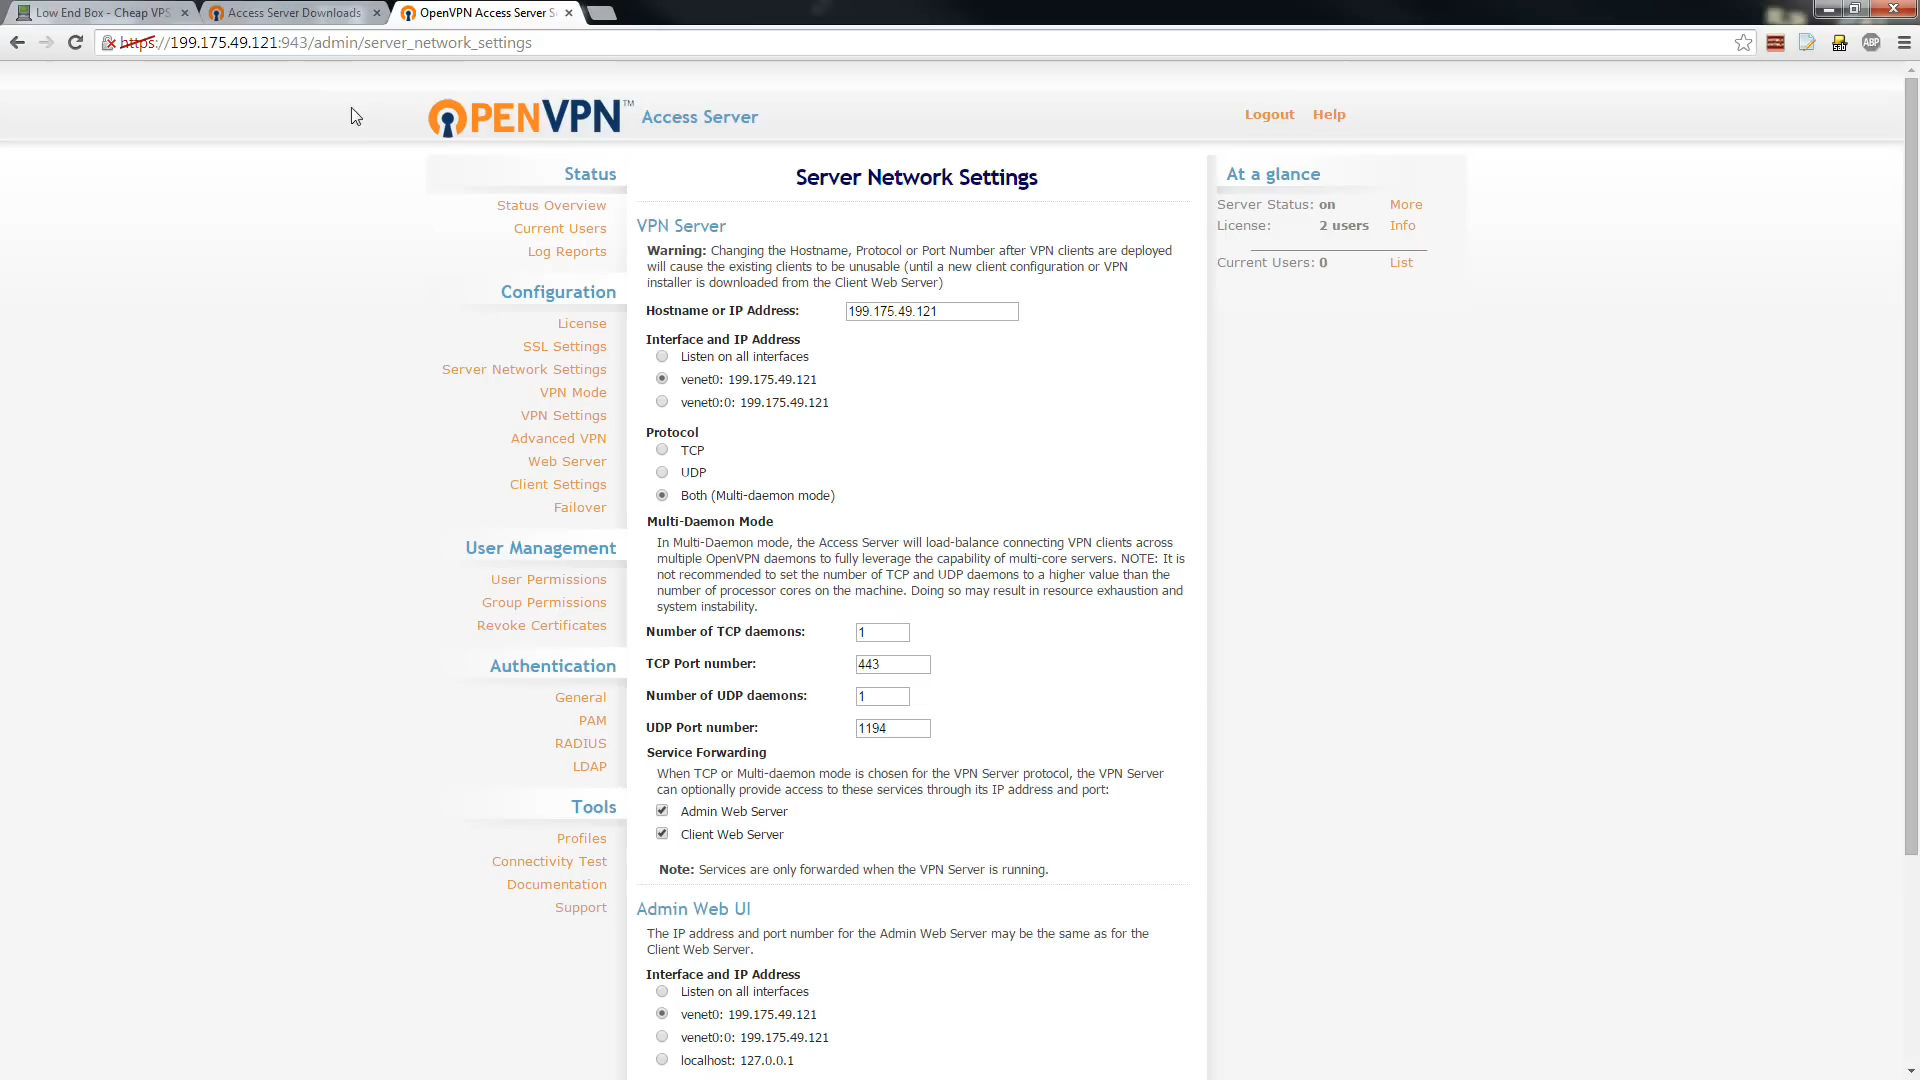 Low End Box - Cheap VPS
Access Server Downloads
OpenVPN Access Server S
https://199.175.49.121:943/admin/server_network_settings
ABP
OPENVPN™ Access Server
Logout Help
Status
Status Overview
Current Users
Log Reports
Configuration
License
SSL Settings
Server Network Settings
VPN Mode
VPN Settings
Advanced VPN
Web Server
Client Settings
Failover
User Management
User Permissions
Group Permissions
Revoke Certificates
Authentication
General
PAM
RADIUS
LDAP
Tools
Profiles
Connectivity Test
Documentation
Support
Server Network Settings
VPN Server
Warning: Changing the Hostname, Protocol or Port Number after VPN clients are deployed
will cause the existing clients to be unusable (until a new client configuration or VPN
installer is downloaded from the Client Web Server)
Hostname or IP Address: 199.175.49.121
Interface and IP Address
Listen on all interfaces
venet0: 199.175.49.121
venet0:0: 199.175.49.121
Protocol
TCP
UDP
Both (Multi-daemon mode)
Multi-Daemon Mode
In Multi-Daemon mode, the Access Server will load-balance connecting VPN clients across
multiple OpenVPN daemons to fully leverage the capability of multi-core servers. NOTE: It is
not recommended to set the number of TCP and UDP daemons to a higher value than the
number of processor cores on the machine. Doing so may result in resource exhaustion and
system instability.
Number of TCP daemons: 1
TCP Port number: 443
Number of UDP daemons: 1
UDP Port number: 1194
Service Forwarding
When TCP or Multi-daemon mode is chosen for the VPN Server protocol, the VPN Server
can optionally provide access to these services through its IP address and port:
Admin Web Server
Client Web Server
Note: Services are only forwarded when the VPN Server is running.
Admin Web UI
The IP address and port number for the Admin Web Server may be the same as for the
Client Web Server.
Interface and IP Address
Listen on all interfaces
venet0: 199.175.49.121
venet0:0: 199.175.49.121
localhost: 127.0.0.1
At a glance
Server Status: on More
License: 2 users Info
Current Users: 0 List